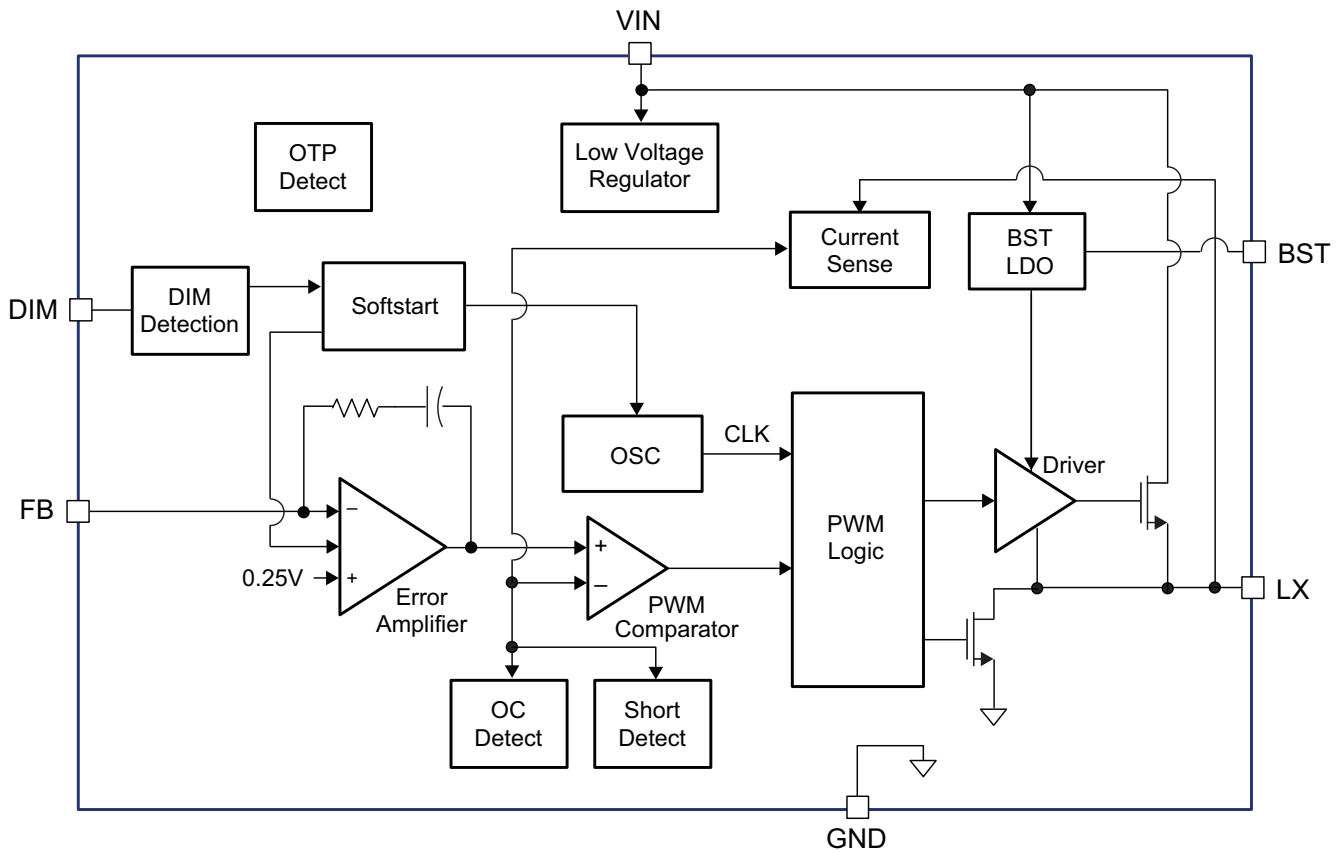 VIN
OTP
Detect
Low Voltage
Regulator
Current
Sense
BST
LDO
BST
DIM
DIM
Detection
Softstart
OSC
CLK
PWM
Logic
Driver
FB
−
0.25V
+
Error
Amplifier
+
−
PWM
Comparator
LX
OC
Detect
Short
Detect
GND